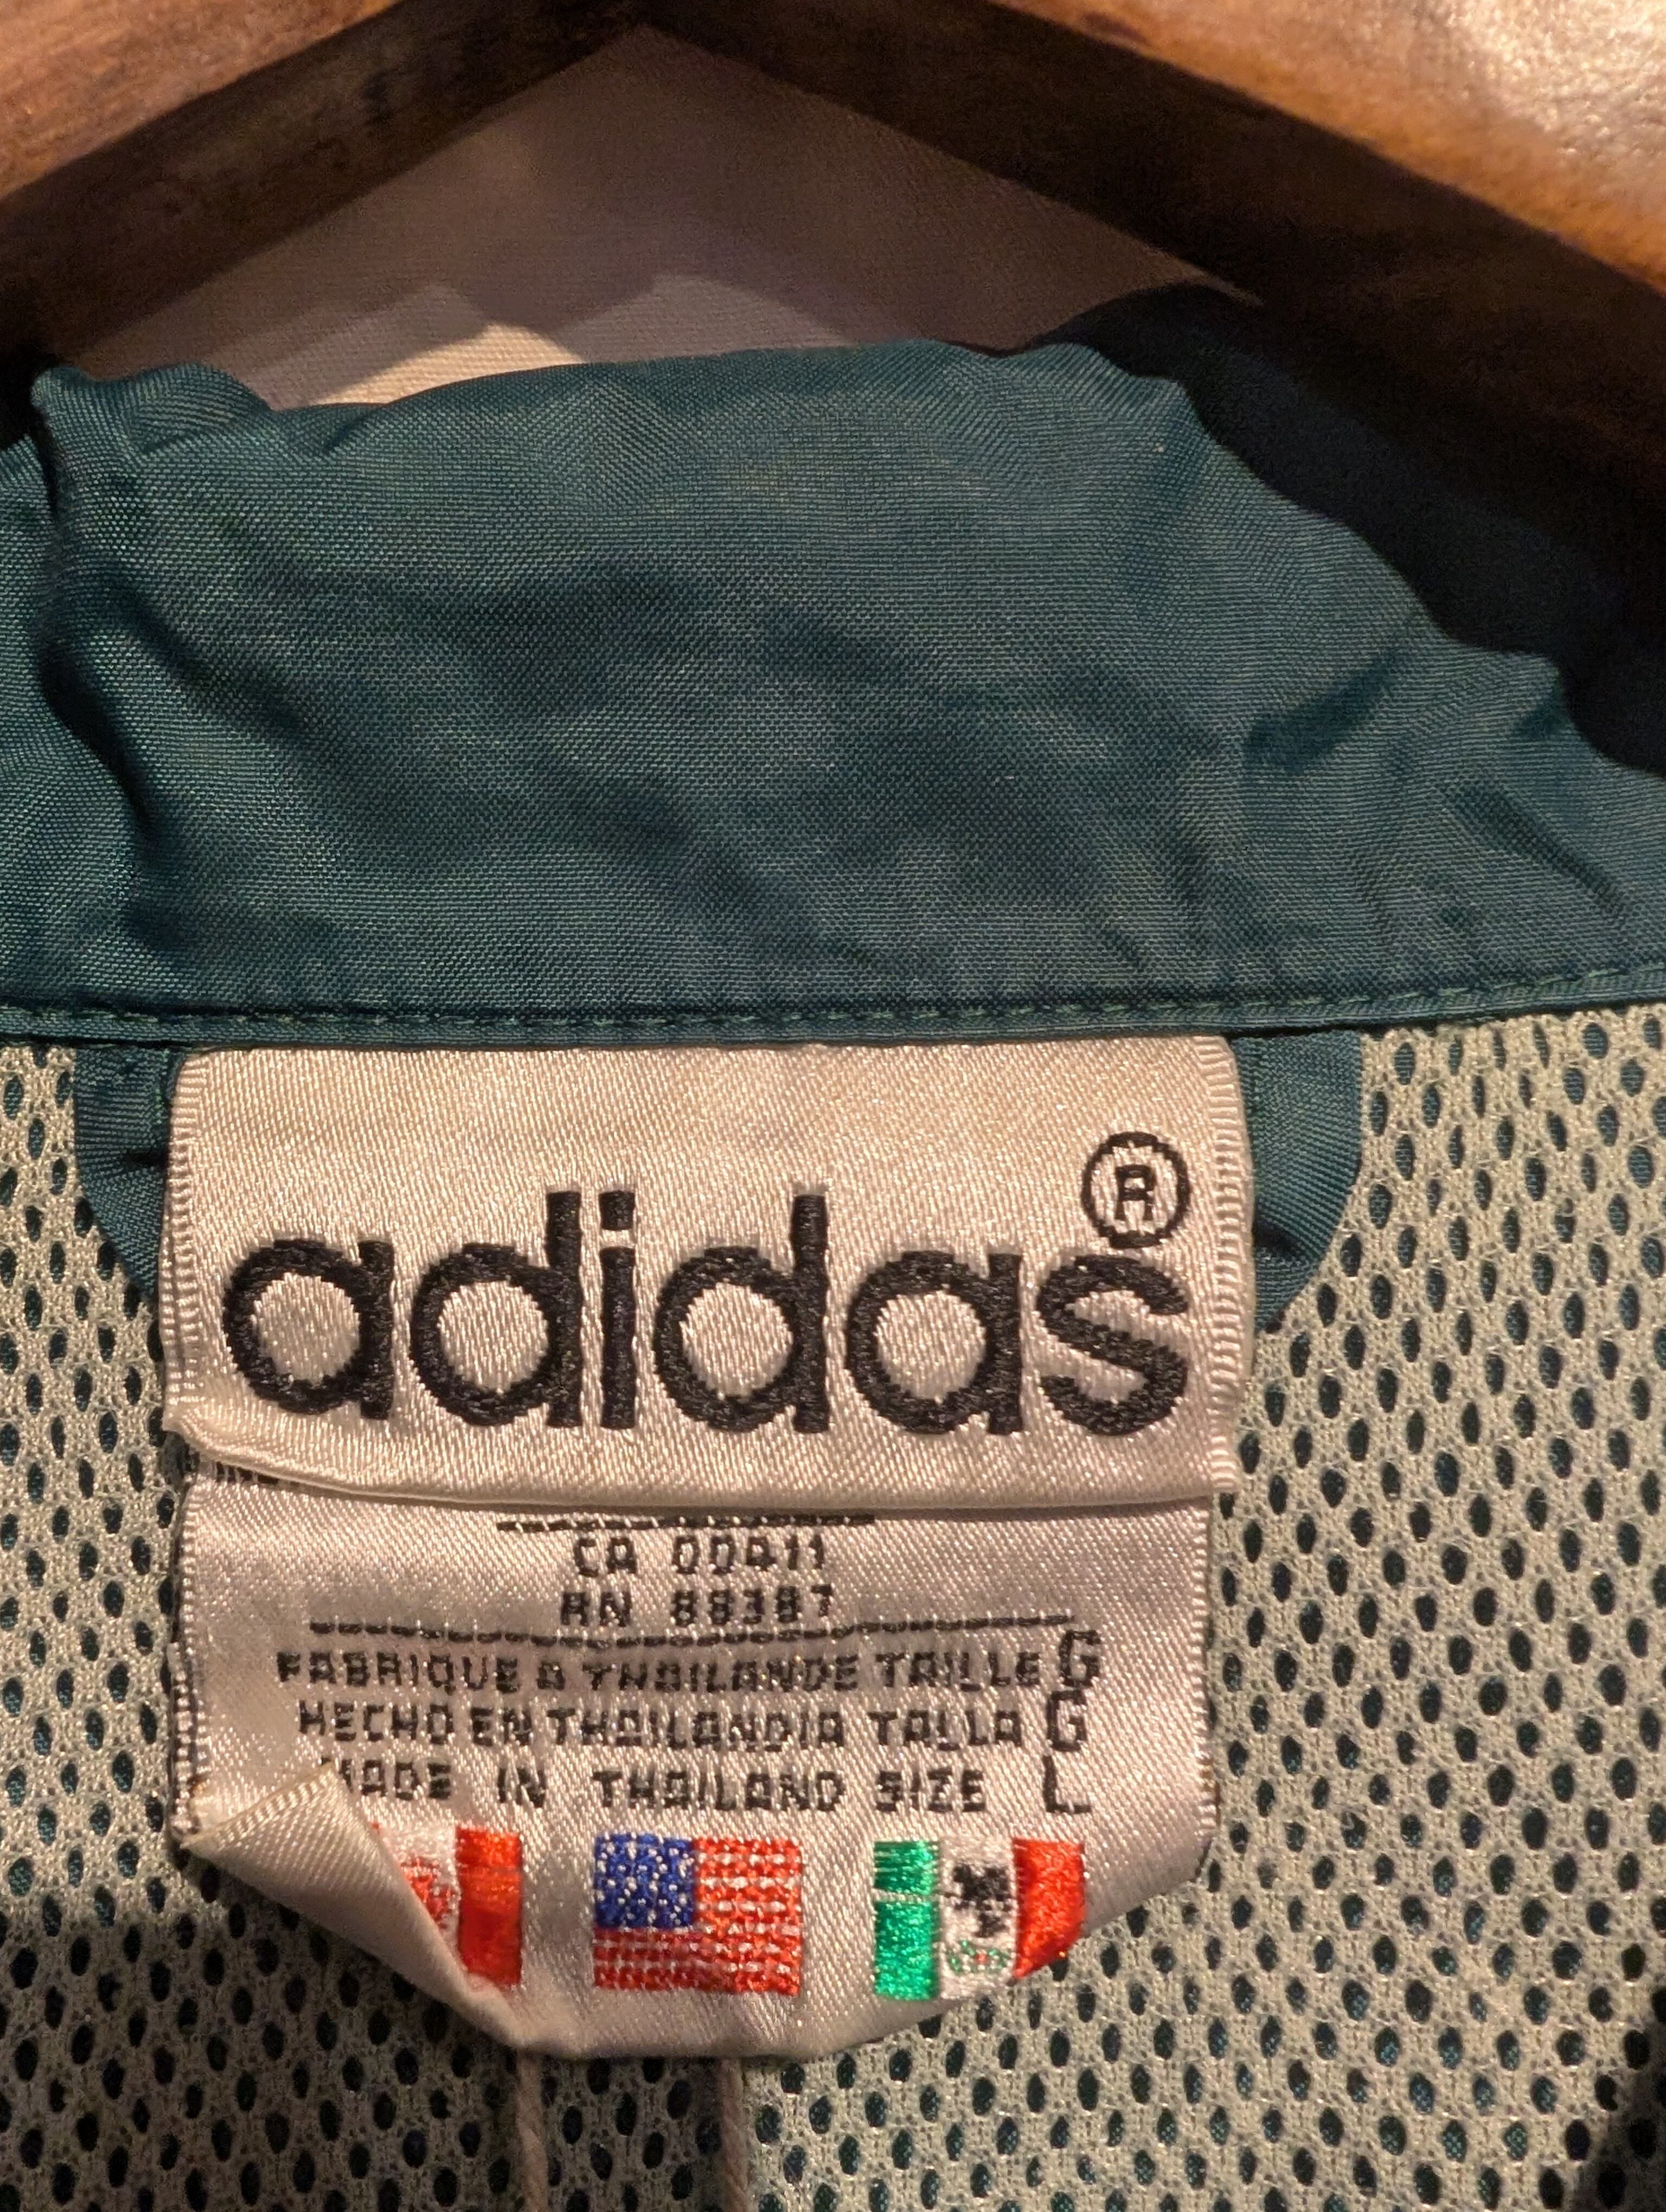 adidas®
CA 00411
RN 88387
FABRIQUE A THAILANDE TAILLE G
HECHO EN THAILANDIA TALLA G
MADE IN THAILAND SIZE L